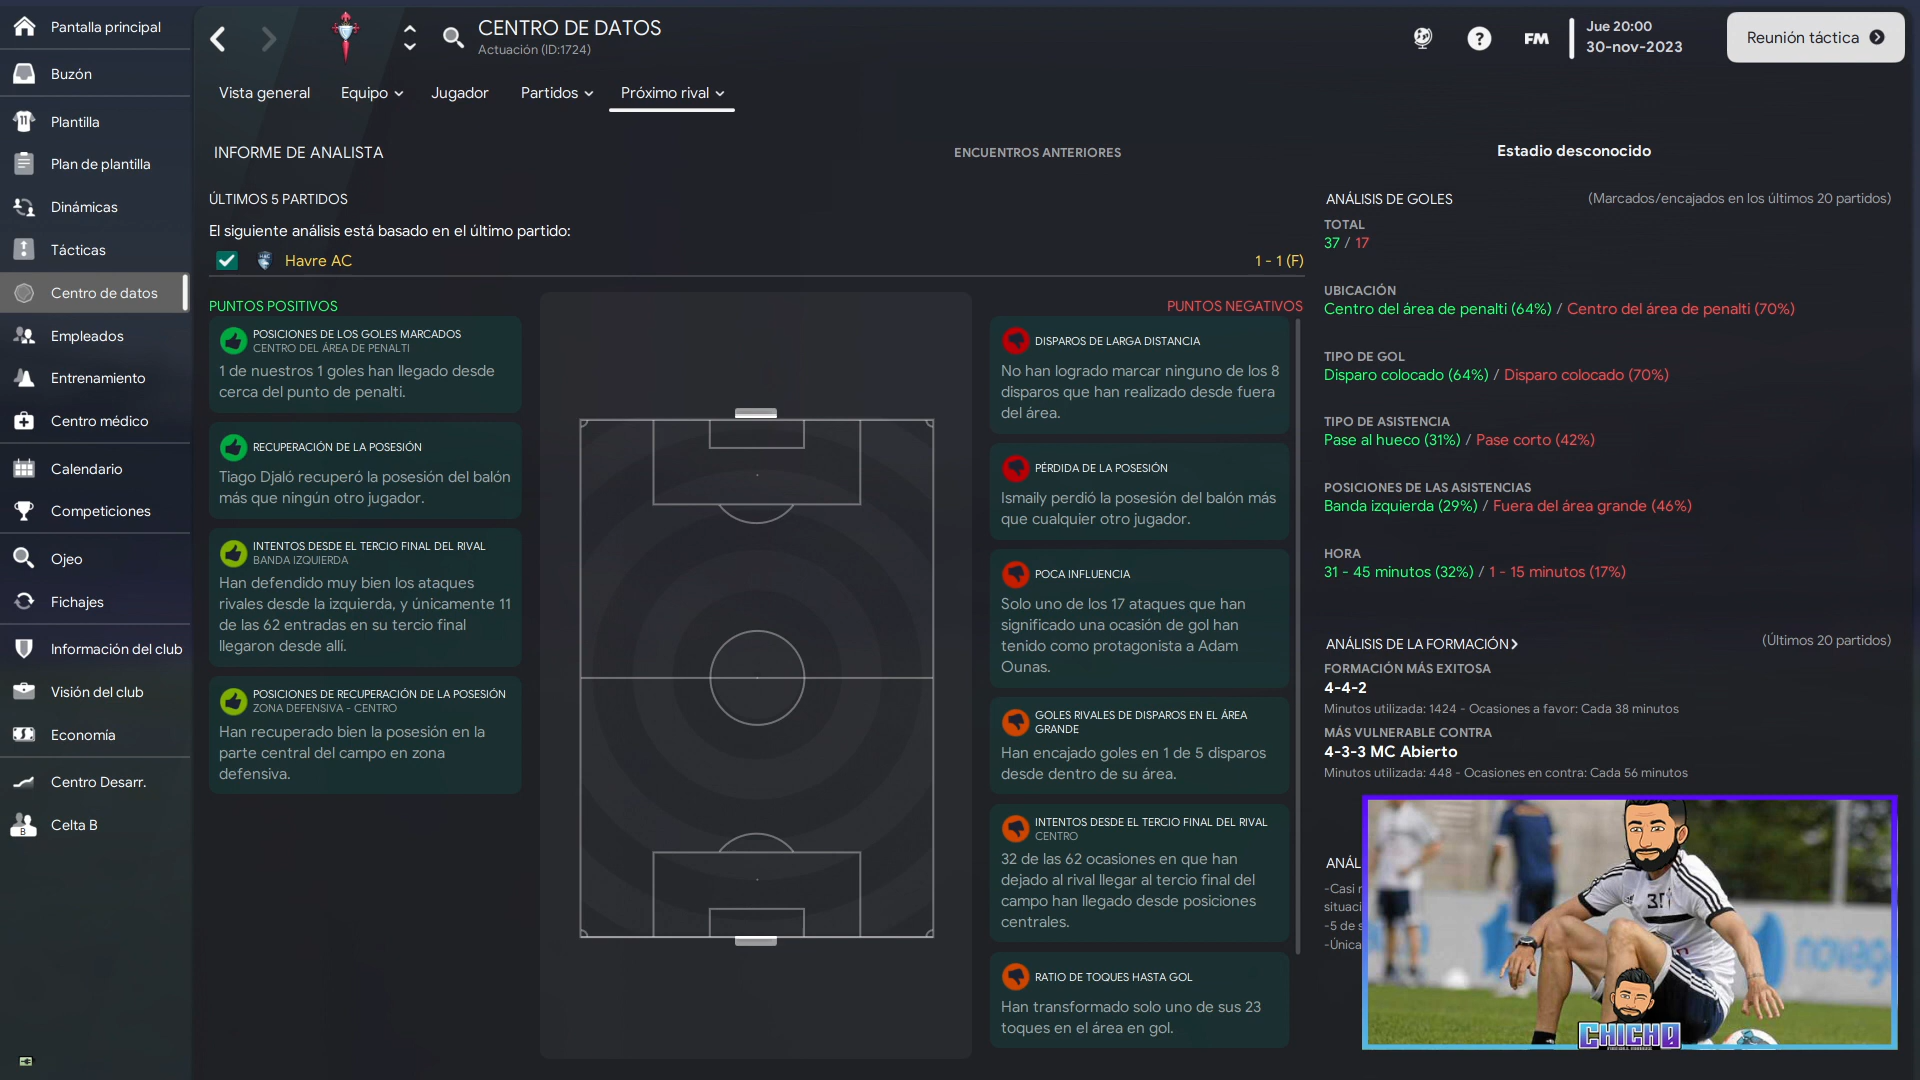 Pantalla principal
Buzón
Plantilla
Plan de plantilla
Dinámicas
Tácticas
Centro de datos
Empleados
Entrenamiento
Centro médico
Calendario
Competiciones
Ojeo
Fichajes
Información del club
Visión del club
Economía
Centro Desarr.
Celta B
CENTRO DE DATOS
Actuación (ID:1724)
FM
Jue 20:00
30-nov-2023
Reunión táctica
Vista general
Equipo
Jugador
Partidos
Próximo rival
INFORME DE ANALISTA
ENCUENTROS ANTERIORES
ÚLTIMOS 5 PARTIDOS
El siguiente análisis está basado en el último partido:
Havre AC
1 - 1 (F)
PUNTOS POSITIVOS
POSICIONES DE LOS GOLES MARCADOS
CENTRO DEL ÁREA DE PENALTI
1 de nuestros 1 goles han llegado desde
cerca del punto de penalti.
RECUPERACIÓN DE LA POSESIÓN
Tiago Djaló recuperó la posesión del balón
más que ningún otro jugador.
INTENTOS DESDE EL TERCIO FINAL DEL RIVAL
BANDA IZQUIERDA
Han defendido muy bien los ataques
rivales desde la izquierda, y únicamente 11
de las 62 entradas en su tercio final
llegaron desde allí.
POSICIONES DE RECUPERACIÓN DE LA POSESIÓN
ZONA DEFENSIVA - CENTRO
Han recuperado bien la posesión en la
parte central del campo en zona
defensiva.
PUNTOS NEGATIVOS
DISPAROS DE LARGA DISTANCIA
No han logrado marcar ninguno de los 8
disparos que han realizado desde fuera
del área.
PÉRDIDA DE LA POSESIÓN
Ismaily perdió la posesión del balón más
que cualquier otro jugador.
POCA INFLUENCIA
Solo uno de los 17 ataques que han
significado una ocasión de gol han
tenido como protagonista a Adam
Ounas.
GOLES RIVALES DE DISPAROS EN EL ÁREA
GRANDE
Han encajado goles en 1 de 5 disparos
desde dentro de su área.
INTENTOS DESDE EL TERCIO FINAL DEL RIVAL
CENTRO
32 de las 62 ocasiones en que han
dejado al rival llegar al tercio final del
campo han llegado desde posiciones
centrales.
RATIO DE TOQUES HASTA GOL
Han transformado solo uno de sus 23
toques en el área en gol.
Estadio desconocido
ANÁLISIS DE GOLES
(Marcados/encajados en los últimos 20 partidos)
TOTAL
37 / 17
UBICACIÓN
Centro del área de penalti (64%) / Centro del área de penalti (70%)
TIPO DE GOL
Disparo colocado (64%) / Disparo colocado (70%)
TIPO DE ASISTENCIA
Pase al hueco (31%) / Pase corto (42%)
POSICIONES DE LAS ASISTENCIAS
Banda izquierda (29%) / Fuera del área grande (46%)
HORA
31 - 45 minutos (32%) / 1 - 15 minutos (17%)
ANÁLISIS DE LA FORMACIÓN
(Últimos 20 partidos)
FORMACIÓN MÁS EXITOSA
4-4-2
Minutos utilizada: 1424 - Ocasiones a favor: Cada 38 minutos
MÁS VULNERABLE CONTRA
4-3-3 MC Abierto
Minutos utilizada: 448 - Ocasiones en contra: Cada 56 minutos
ANÁL
-Casi
situaci
-5 de s
-Única
CHICHO